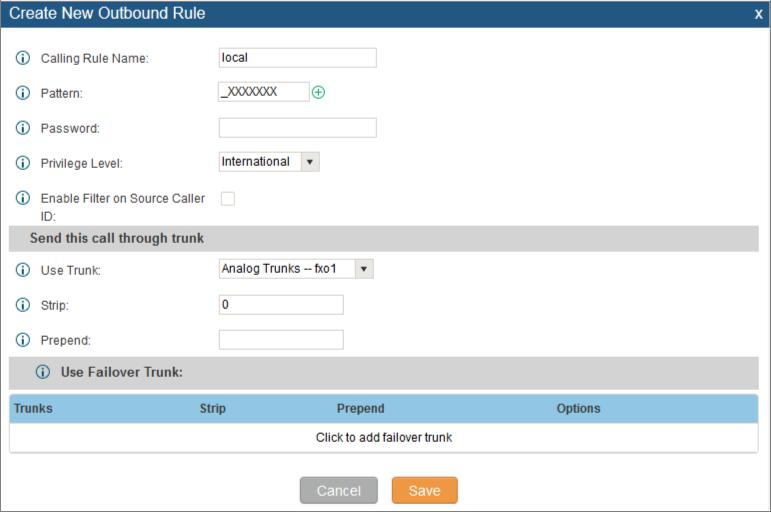 Create New Outbound Rule x
Calling Rule Name: local
Pattern: _XXXXXXX
Password:
Privilege Level: International
Enable Filter on Source Caller
ID:
Send this call through trunk
Use Trunk: Analog Trunks -- fxo1
Strip: 0
Prepend:
Use Failover Trunk:
Trunks Strip Prepend Options
Click to add failover trunk
Cancel Save